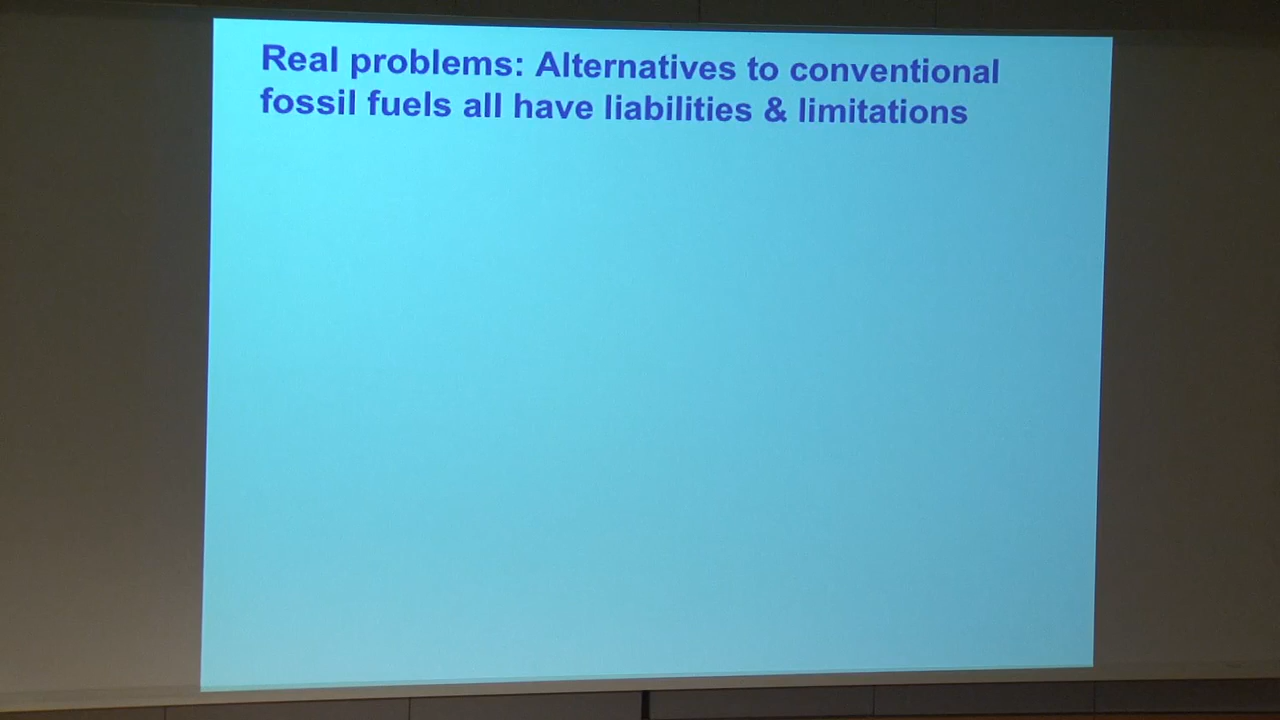 Real problems: Alternatives to conventional
fossil fuels all have liabilities & limitations